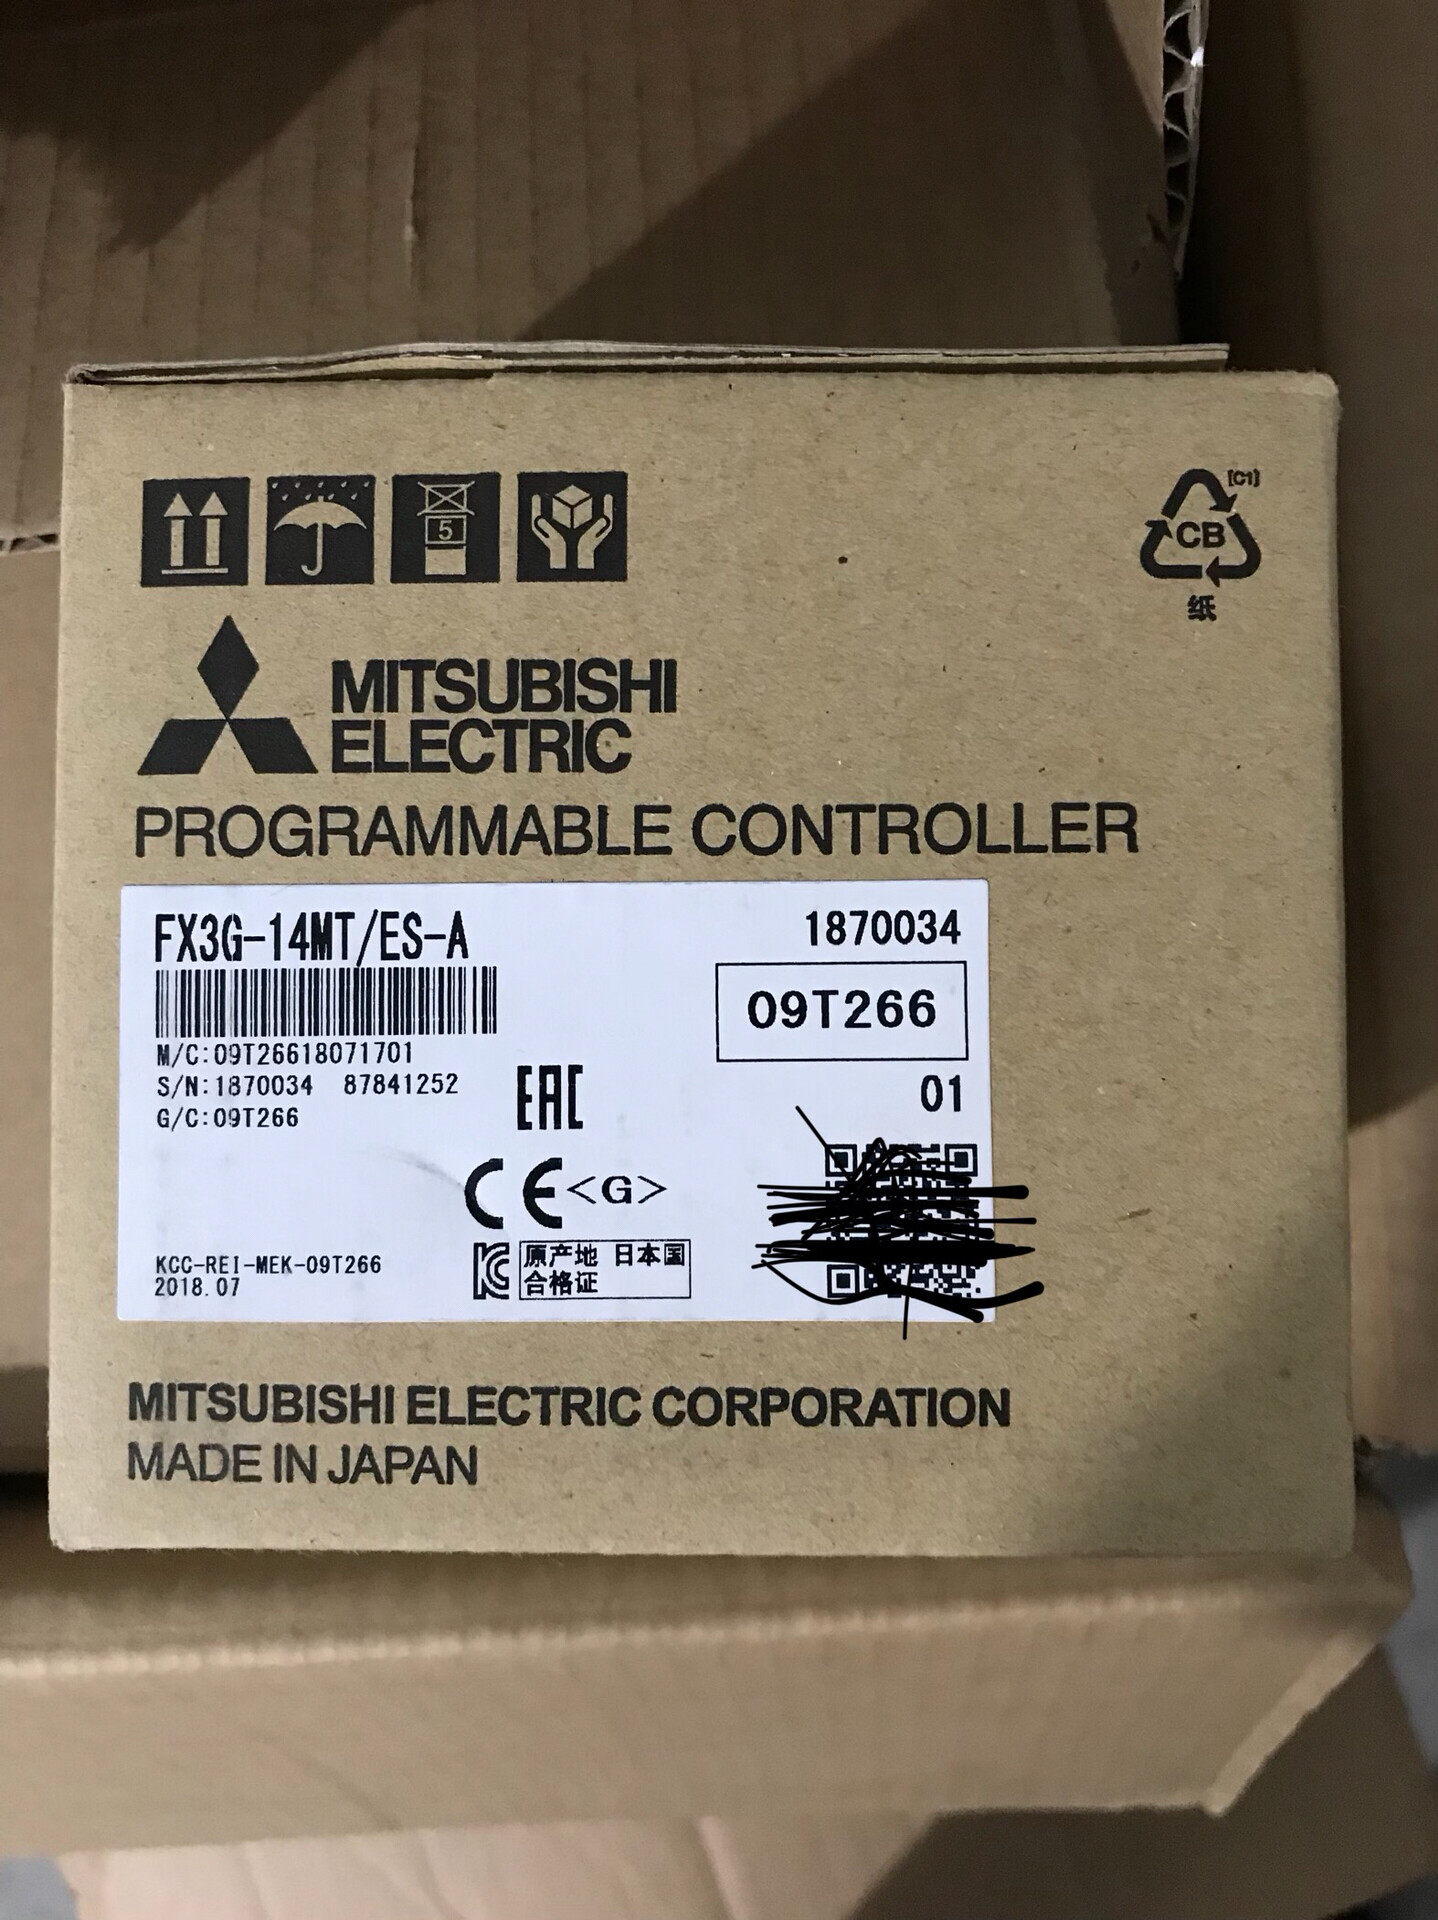 [C1]
5
CB
纸
MITSUBISHI
ELECTRIC
PROGRAMMABLE CONTROLLER
FX3G-14MT/ES-A
1870034
09T266
M/C:09T26618071701
S/N:1870034 87841252
G/C:09T266
01
EAC
CE<G>
KCC-REI-MEK-09T266
2018.07
KC
原产地 日本国
合格证
MITSUBISHI ELECTRIC CORPORATION
MADE IN JAPAN